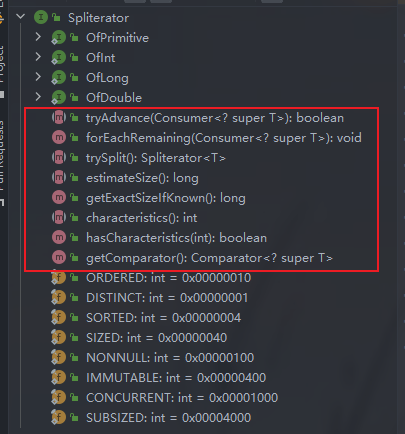 Spliterator
OfPrimitive
OfInt
OfLong
OfDouble
tryAdvance(Consumer<? super T>): boolean
forEachRemaining(Consumer<? super T>): void
trySplit(): Spliterator<T>
estimateSize(): long
getExactSizeIfKnown(): long
characteristics(): int
hasCharacteristics(int): boolean
getComparator(): Comparator<? super T>
ORDERED: int = 0x00000010
DISTINCT: int = 0x00000001
SORTED: int = 0x00000004
SIZED: int = 0x00000040
NONNULL: int = 0x00000100
IMMUTABLE: int = 0x00000400
CONCURRENT: int = 0x00001000
SUBSIZED: int = 0x00004000
Project
Pull Requests